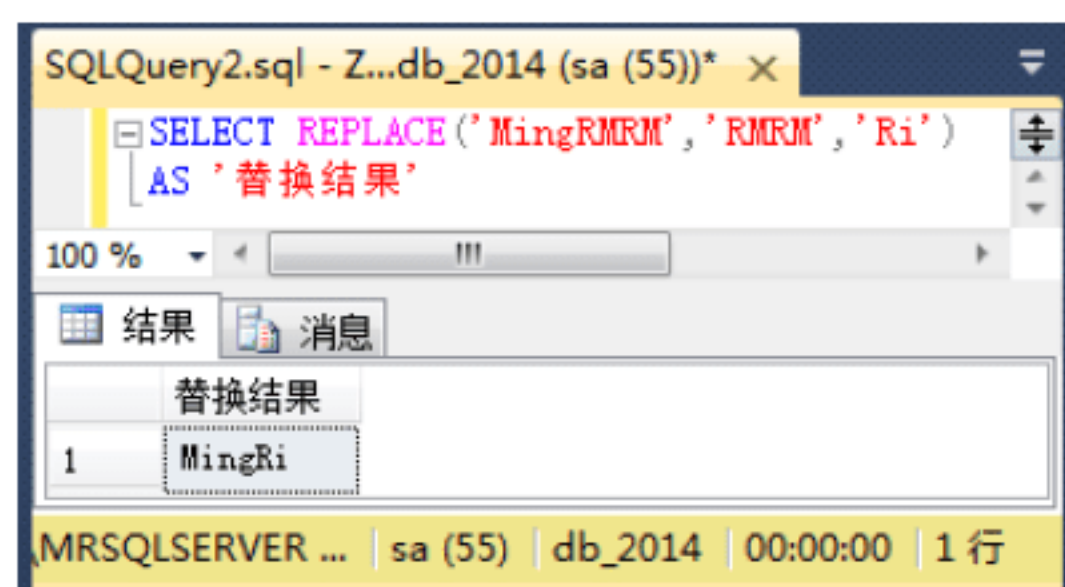 SQLQuery2.sql - Z...db_2014 (sa (55))*
SELECT REPLACE('MingRMRM','RMRM','Ri')
AS '替换结果'
100 %
结果 消息
替换结果
1 MingRi
\MRSQLSERVER ... sa (55) db_2014 00:00:00 1 行